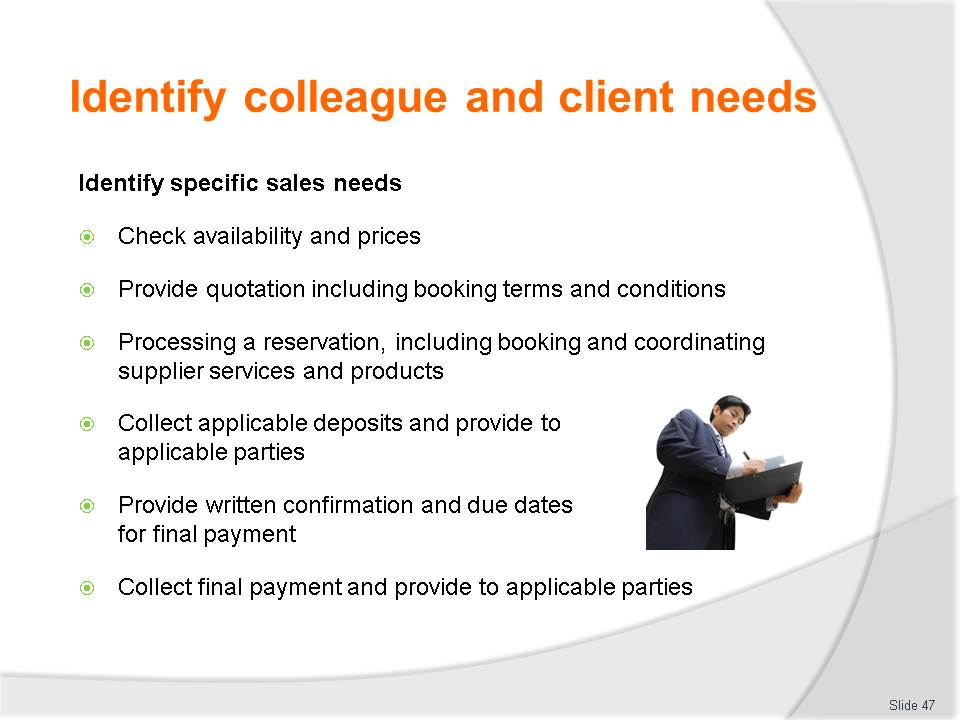 Identify colleague and client needs
Identify specific sales needs
Check availability and prices
Provide quotation including booking terms and conditions
Processing a reservation, including booking and coordinating
supplier services and products
Collect applicable deposits and provide to
applicable parties
Provide written confirmation and due dates
for final payment
Collect final payment and provide to applicable parties
Slide 47